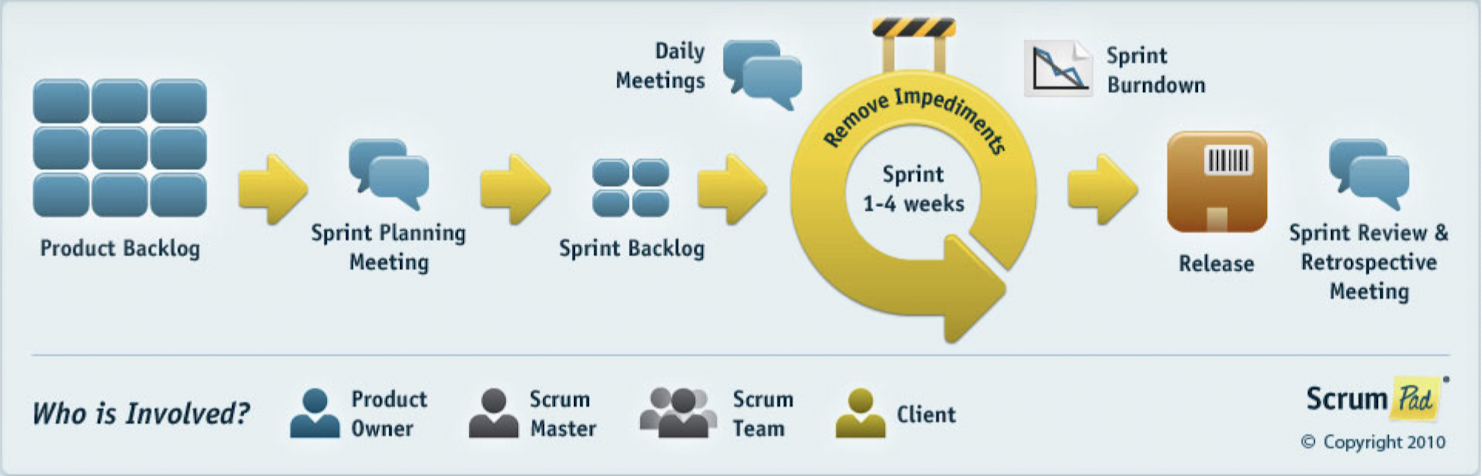 Product Backlog
Sprint Planning
Meeting
Sprint Backlog
Daily
Meetings
Remove Impediments
Sprint
1-4 weeks
Sprint
Burndown
Release
Sprint Review &
Retrospective
Meeting
Who is Involved?
Product
Owner
Scrum
Master
Scrum
Team
Client
Scrum Pad
© Copyright 2010